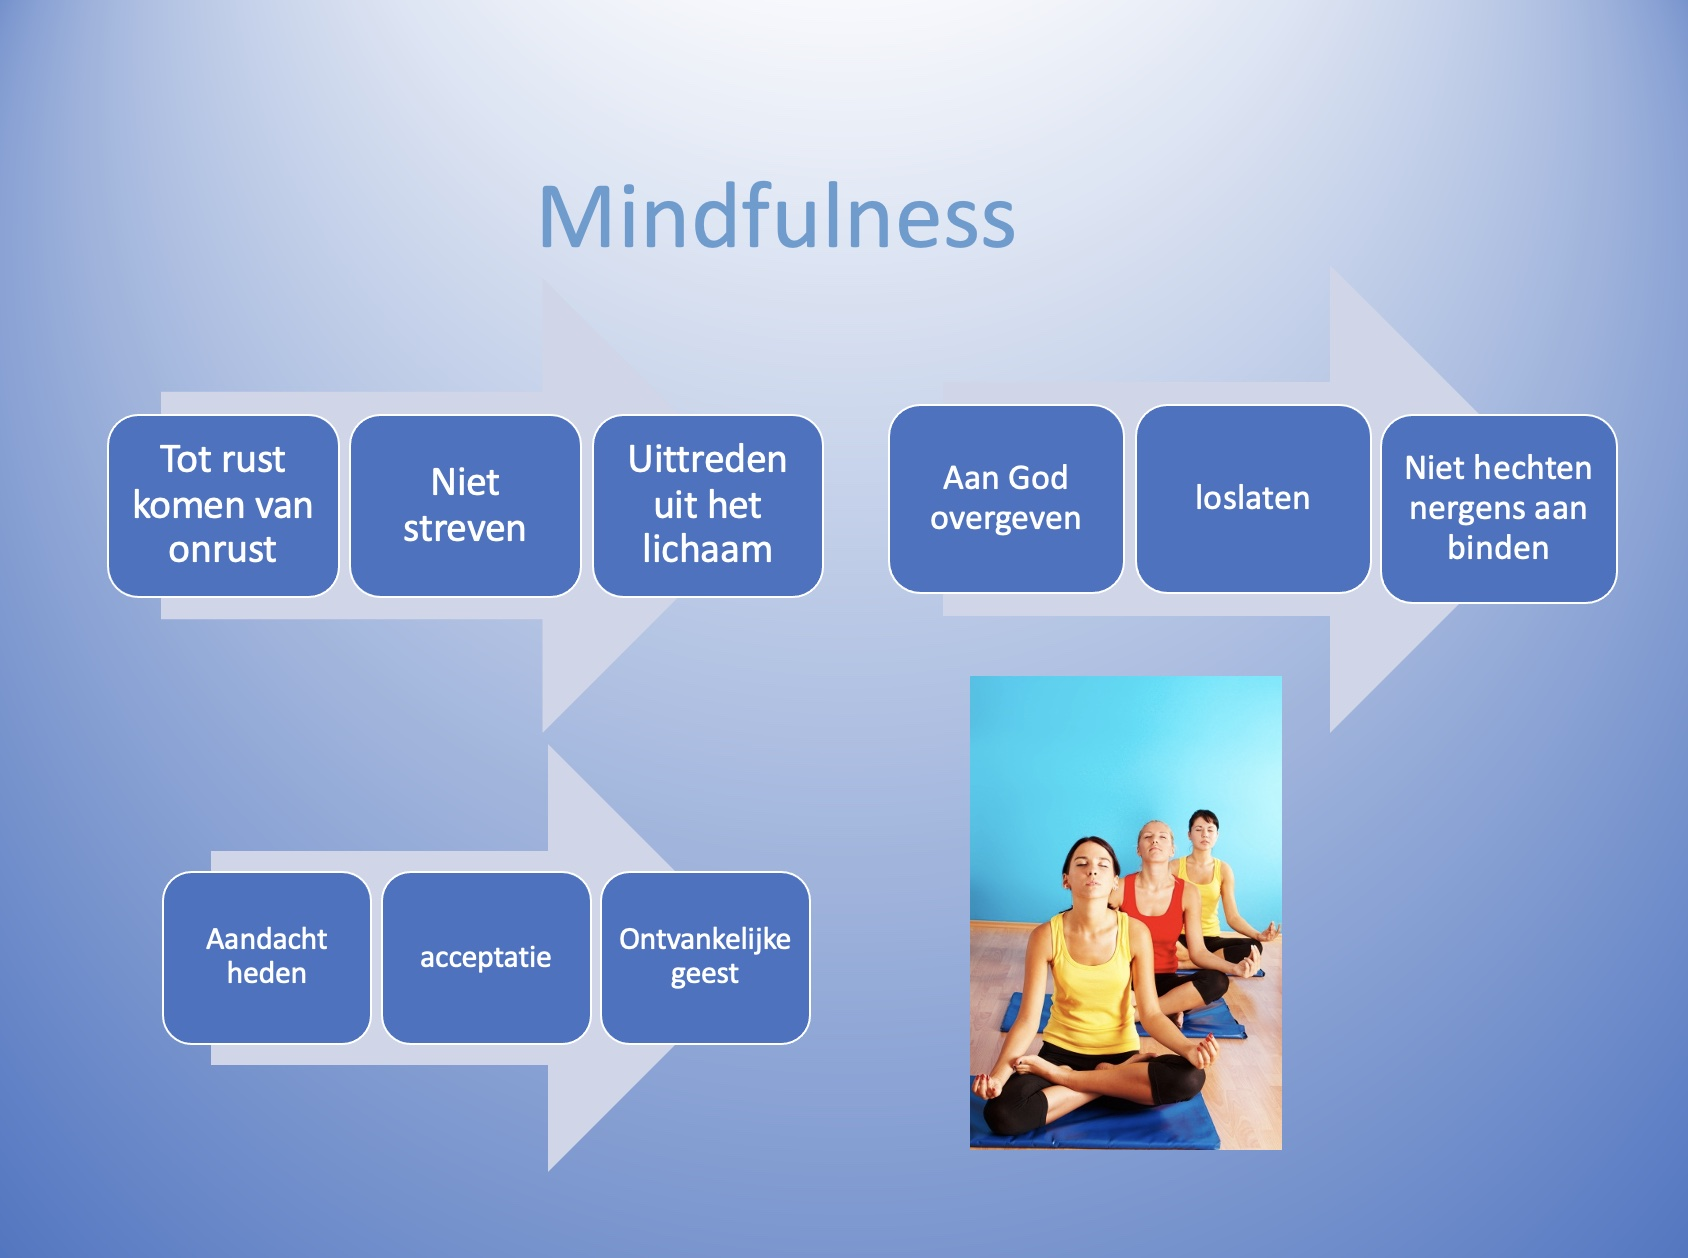 Mindfulness
Tot rust
komen van
onrust
Niet
streven
Uittreden
uit het
lichaam
Aan God
overgeven
loslaten
Niet hechten
nergens aan
binden
Aandacht
heden
acceptatie
Ontvankelijke
geest